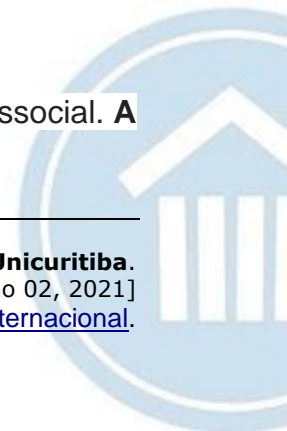 ssocial. A
Unicuritiba.
o 02, 2021]
ternacional.